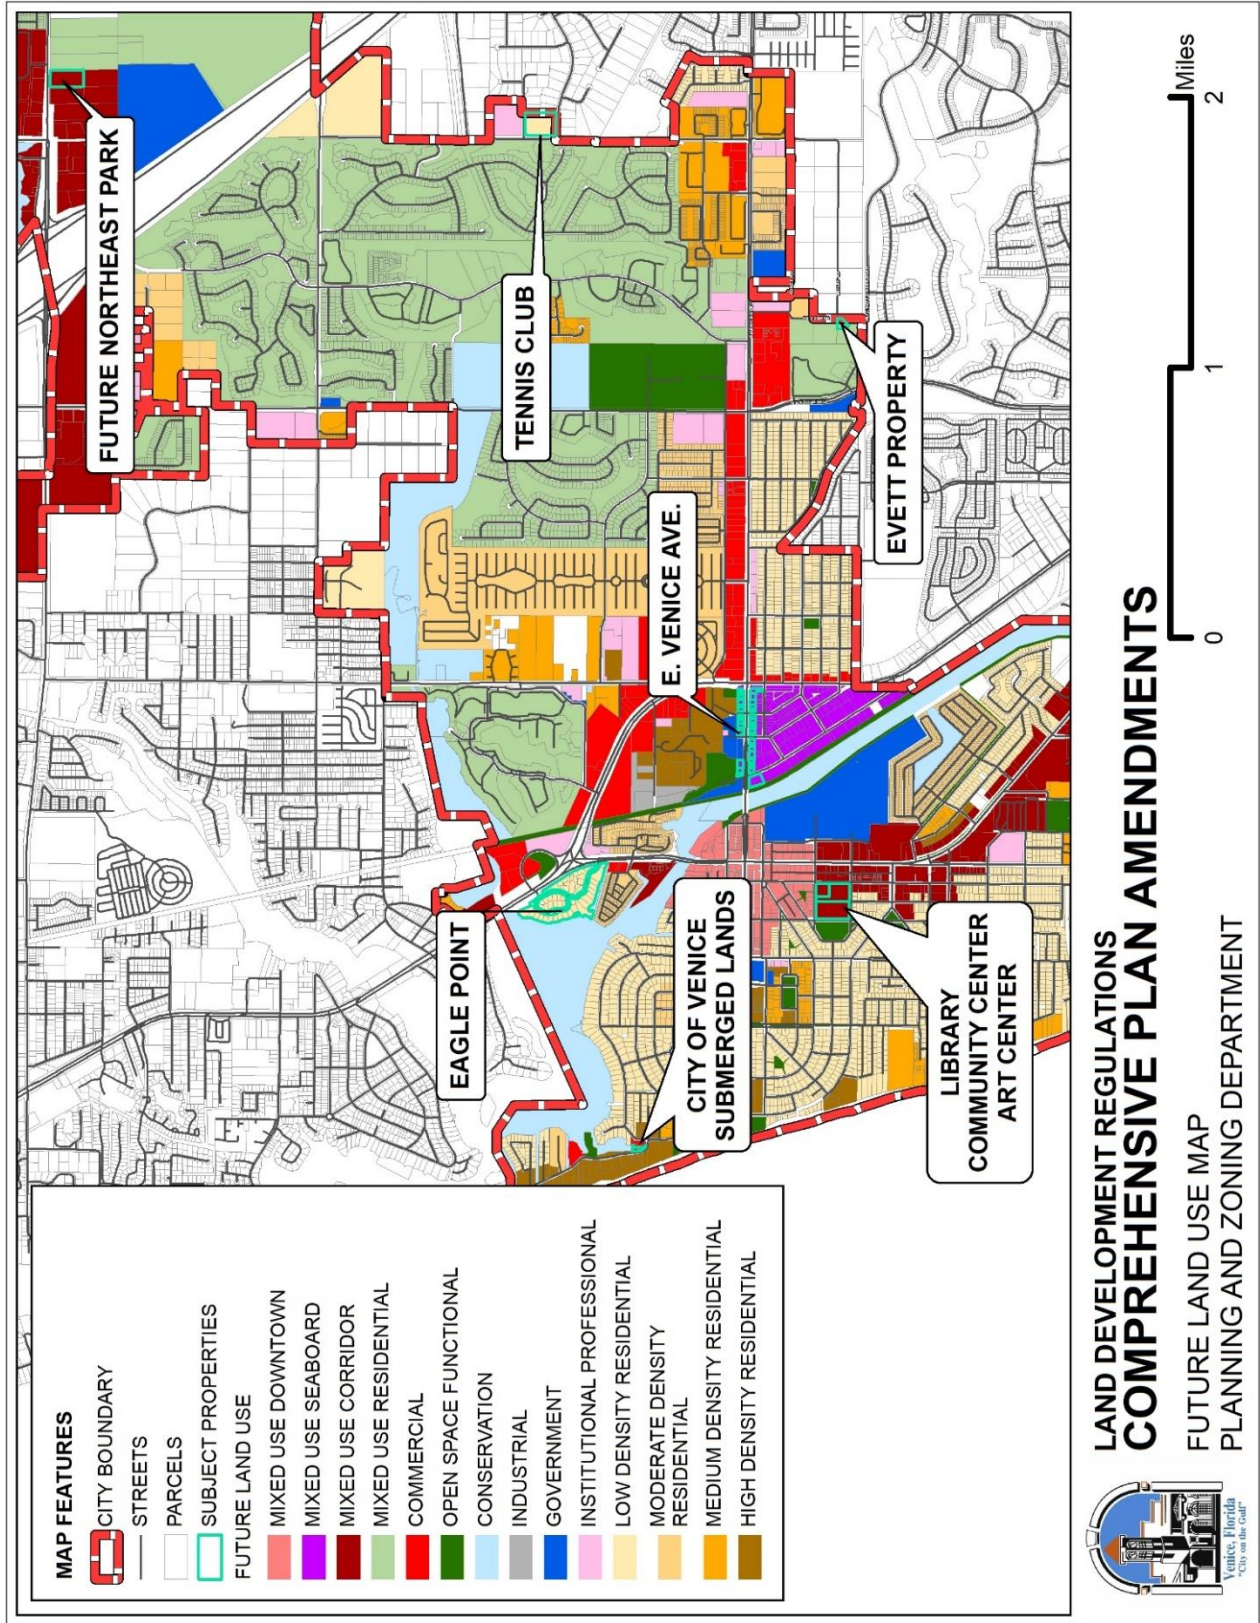 FUTURE NORTHEAST PARK
TENNIS CLUB
EVETT PROPERTY
E. VENICE AVE.
EAGLE POINT
CITY OF VENICE
SUBMERGED LANDS
LIBRARY
COMMUNITY CENTER
ART CENTER
MAP FEATURES
CITY BOUNDARY
STREETS
PARCELS
SUBJECT PROPERTIES
FUTURE LAND USE
MIXED USE DOWNTOWN
MIXED USE SEABOARD
MIXED USE CORRIDOR
MIXED USE RESIDENTIAL
COMMERCIAL
OPEN SPACE FUNCTIONAL
CONSERVATION
INDUSTRIAL
GOVERNMENT
INSTITUTIONAL PROFESSIONAL
LOW DENSITY RESIDENTIAL
MODERATE DENSITY
RESIDENTIAL
MEDIUM DENSITY RESIDENTIAL
HIGH DENSITY RESIDENTIAL
Venice, Florida
"City on the Gulf"
LAND DEVELOPMENT REGULATIONS
COMPREHENSIVE PLAN AMENDMENTS
FUTURE LAND USE MAP
PLANNING AND ZONING DEPARTMENT
0 1 2
Miles